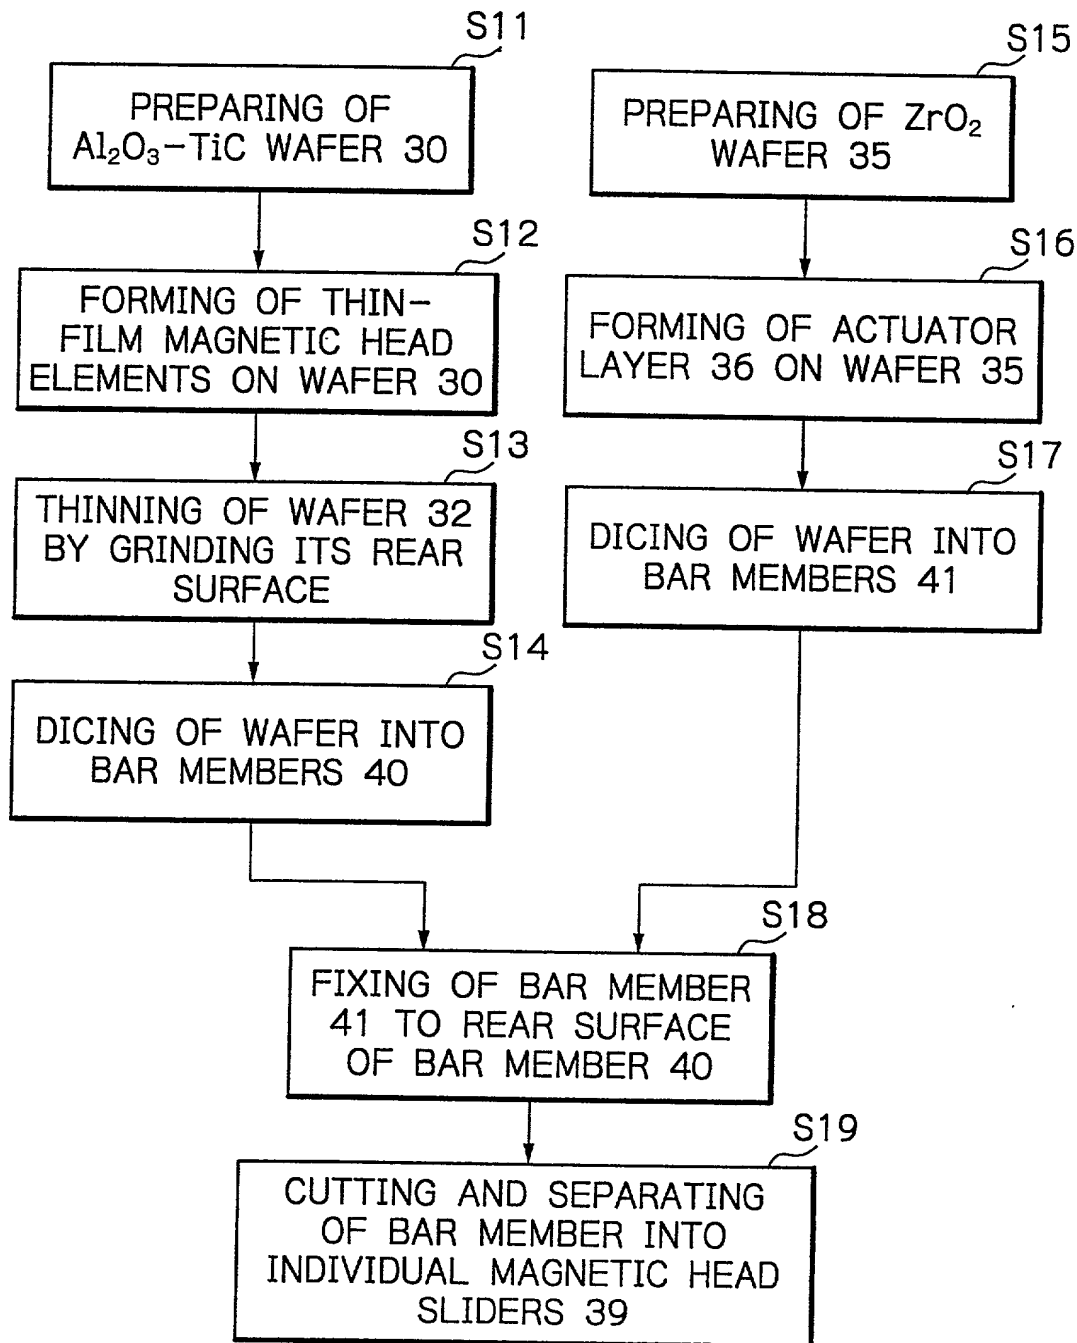 S11
PREPARING OF
Al₂O₃-TiC WAFER 30
S12
FORMING OF THIN-
FILM MAGNETIC HEAD
ELEMENTS ON WAFER 30
S13
THINNING OF WAFER 32
BY GRINDING ITS REAR
SURFACE
S14
DICING OF WAFER INTO
BAR MEMBERS 40
S15
PREPARING OF ZrO₂
WAFER 35
S16
FORMING OF ACTUATOR
LAYER 36 ON WAFER 35
S17
DICING OF WAFER INTO
BAR MEMBERS 41
S18
FIXING OF BAR MEMBER
41 TO REAR SURFACE
OF BAR MEMBER 40
S19
CUTTING AND SEPARATING
OF BAR MEMBER INTO
INDIVIDUAL MAGNETIC HEAD
SLIDERS 39